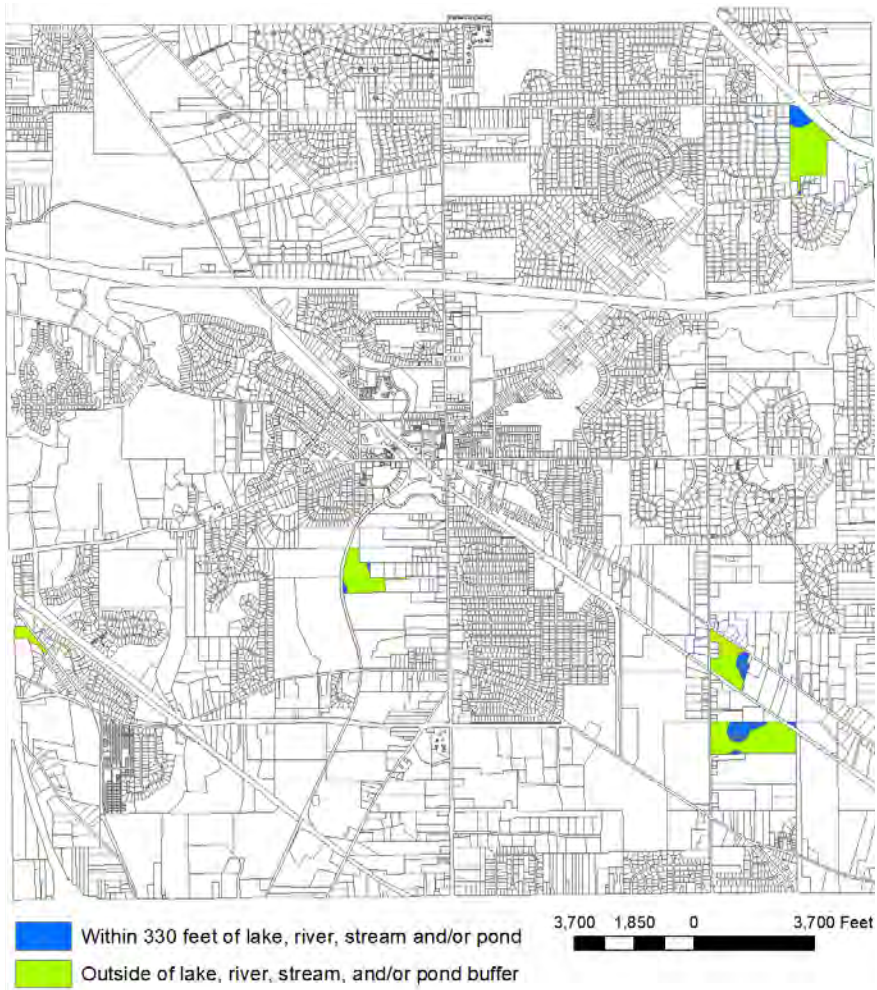 Within 330 feet of lake, river, stream and/or pond
Outside of lake, river, stream, and/or pond buffer
3,700 1,850 0 3,700 Feet